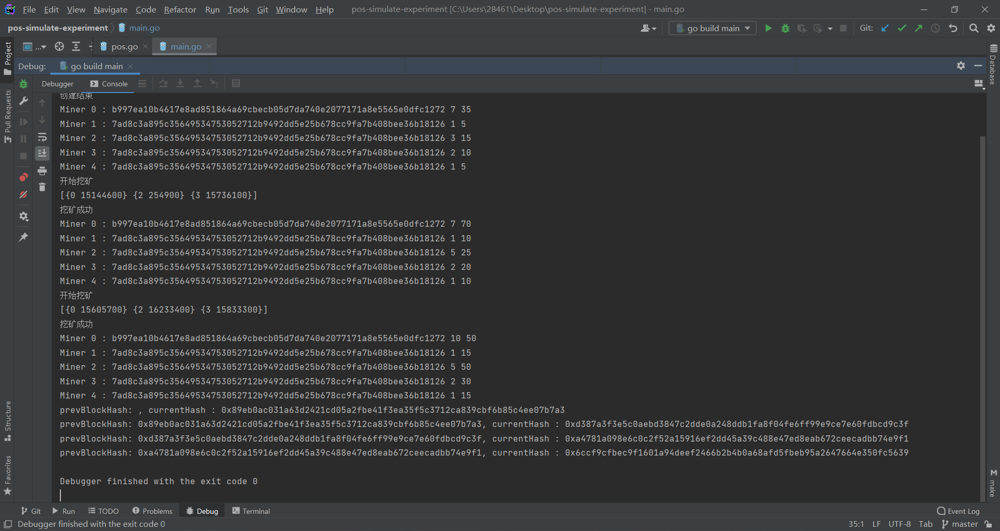 File Edit View Navigate Code Refactor Run Tools Git Window Help pos-simulate-experiment [C:\Users\28461\Desktop\pos-simulate-experiment] - main.go
pos-simulate-experiment main.go go build main Git:
... pos.go main.go
Debug: go build main
Debugger Console
创建结束
Miner 0 : b997ea10b4617e8ad851864a69cbecb05d7da740e2077171a8e5565e0dfc1272 7 35
Miner 1 : 7ad8c3a895c35649534753052712b9492dd5e25b678cc9fa7b408bee36b18126 1 5
Miner 2 : 7ad8c3a895c35649534753052712b9492dd5e25b678cc9fa7b408bee36b18126 3 15
Miner 3 : 7ad8c3a895c35649534753052712b9492dd5e25b678cc9fa7b408bee36b18126 2 10
Miner 4 : 7ad8c3a895c35649534753052712b9492dd5e25b678cc9fa7b408bee36b18126 1 5
开始挖矿
[{0 15144600} {2 254900} {3 15736100}]
挖矿成功
Miner 0 : b997ea10b4617e8ad851864a69cbecb05d7da740e2077171a8e5565e0dfc1272 7 70
Miner 1 : 7ad8c3a895c35649534753052712b9492dd5e25b678cc9fa7b408bee36b18126 1 10
Miner 2 : 7ad8c3a895c35649534753052712b9492dd5e25b678cc9fa7b408bee36b18126 5 25
Miner 3 : 7ad8c3a895c35649534753052712b9492dd5e25b678cc9fa7b408bee36b18126 2 20
Miner 4 : 7ad8c3a895c35649534753052712b9492dd5e25b678cc9fa7b408bee36b18126 1 10
开始挖矿
[{0 15605700} {2 16233400} {3 15833300}]
挖矿成功
Miner 0 : b997ea10b4617e8ad851864a69cbecb05d7da740e2077171a8e5565e0dfc1272 10 50
Miner 1 : 7ad8c3a895c35649534753052712b9492dd5e25b678cc9fa7b408bee36b18126 1 15
Miner 2 : 7ad8c3a895c35649534753052712b9492dd5e25b678cc9fa7b408bee36b18126 5 50
Miner 3 : 7ad8c3a895c35649534753052712b9492dd5e25b678cc9fa7b408bee36b18126 2 30
Miner 4 : 7ad8c3a895c35649534753052712b9492dd5e25b678cc9fa7b408bee36b18126 1 15
prevBlockHash: , currentHash : 0x89eb0ac031a63d2421cd05a2fbe41f3ea35f5c3712ca839cbf6b85c4ee07b7a3
prevBlockHash: 0x89eb0ac031a63d2421cd05a2fbe41f3ea35f5c3712ca839cbf6b85c4ee07b7a3, currentHash : 0xd387a3f3e5c0aebd3847c2dde0a248ddb1fa8f04fe6ff99e9ce7e60fdbcd9c3f
prevBlockHash: 0xd387a3f3e5c0aebd3847c2dde0a248ddb1fa8f04fe6ff99e9ce7e60fdbcd9c3f, currentHash : 0xa4781a098e6c0c2f52a15916ef2dd45a39c488e47ed8eab672ceecadbb74e9f1
prevBlockHash: 0xa4781a098e6c0c2f52a15916ef2dd45a39c488e47ed8eab672ceecadbb74e9f1, currentHash : 0x6ccf9cfbec9f1601a94deef2466b2b4b0a68afd5fbeb95a2647664e350fc5639
Debugger finished with the exit code 0
Project
Pull Requests
Structure
Favorites
Database
make
Git Run TODO Problems Debug Terminal Event Log
Debugger finished with the exit code 0 35:1 LF UTF-8 Tab master